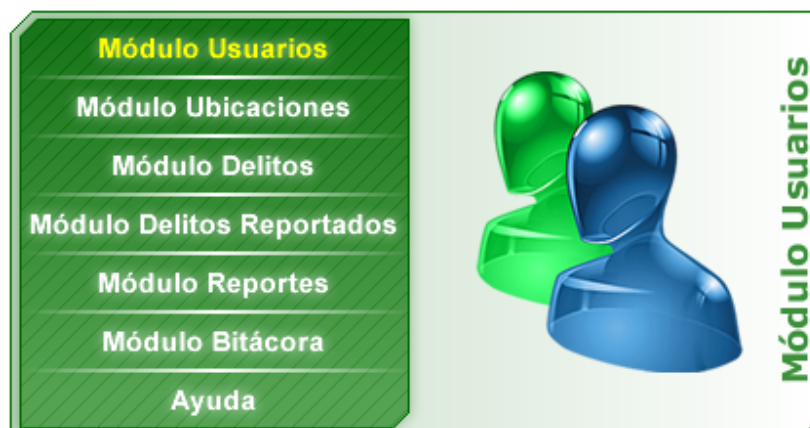 Módulo Usuarios
Módulo Ubicaciones
Módulo Delitos
Módulo Delitos Reportados
Módulo Reportes
Módulo Bitácora
Ayuda
Módulo Usuarios